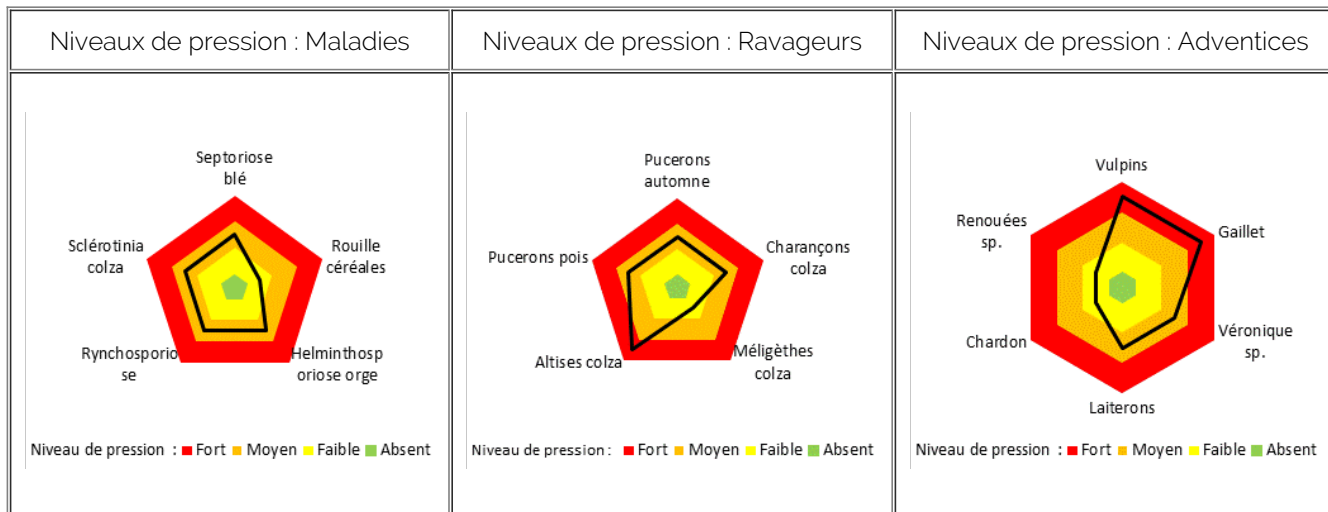 Niveaux de pression : Maladies
Niveaux de pression : Ravageurs
Niveaux de pression : Adventices
Septoriose
blé
Rouille
céréales
Helminthosp
oriose orge
Rynchosporio
se
Sclérotinia
colza
Niveau de pression : Fort Moyen Faible Absent
Pucerons
automne
Charançons
colza
Méligèthes
colza
Altises colza
Pucerons pois
Niveau de pression : Fort Moyen Faible Absent
Vulpins
Gaillet
Véronique
sp.
Laiterons
Chardon
Renouées
sp.
Niveau de pression : Fort Moyen Faible Absent